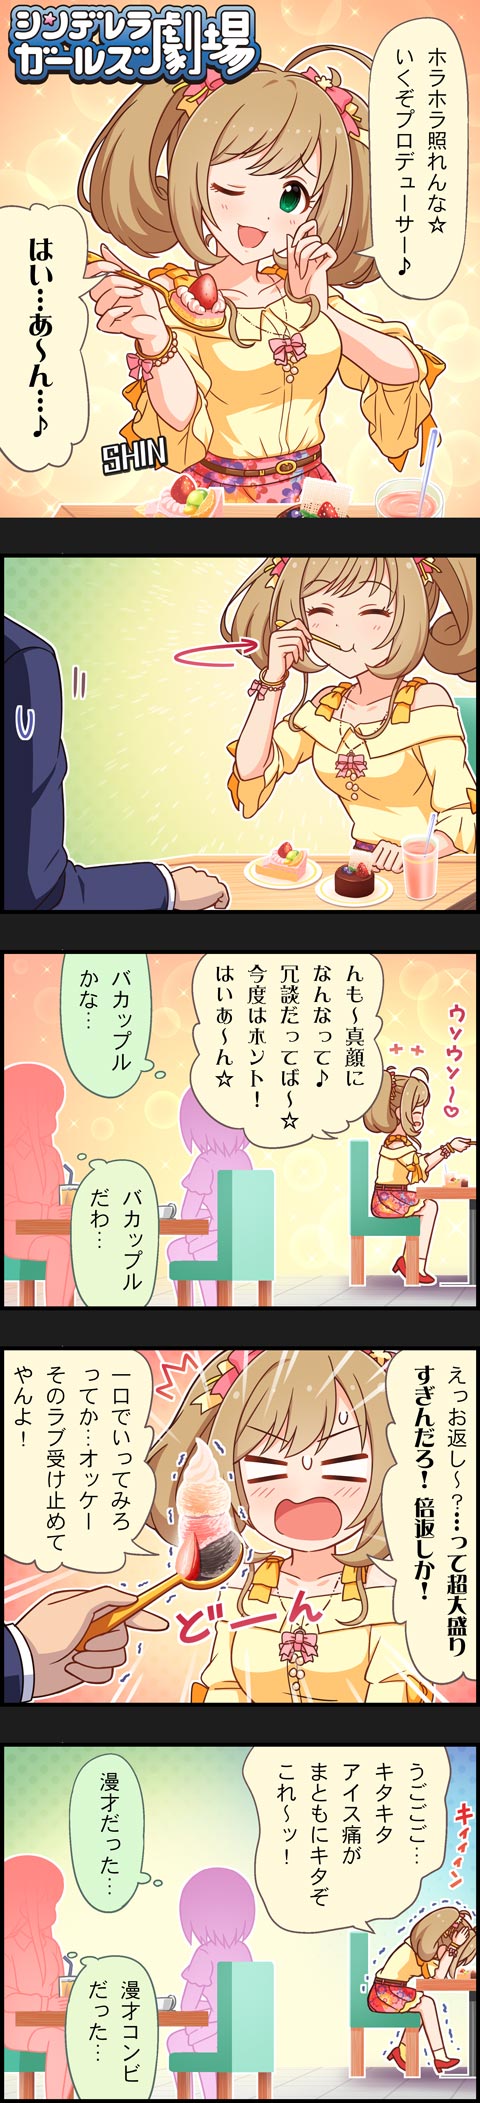 シンデレラ
ガールズ劇場
ホラホラ照れんな☆
いくぞプロデューサー♪
はい…あ〜ん…♪
SHIN
んも〜真顔に
なんなって♪
冗談だってば〜☆
今度はホント！
はいあ〜ん☆
ウソウソ〜♡
バカップル
かな…
バカップル
だわ…
えっお返し〜？…って超大盛り
すぎんだろ！倍返しか！
一口でいってみろ
ってか…オッケー
そのラブ受け止めて
やんよ！
どーん
うごごご…
キタキタ
アイス痛が
まともにキタぞ
これ〜ッ！
キィィィン
漫才だった…
漫才コンビ
だった…